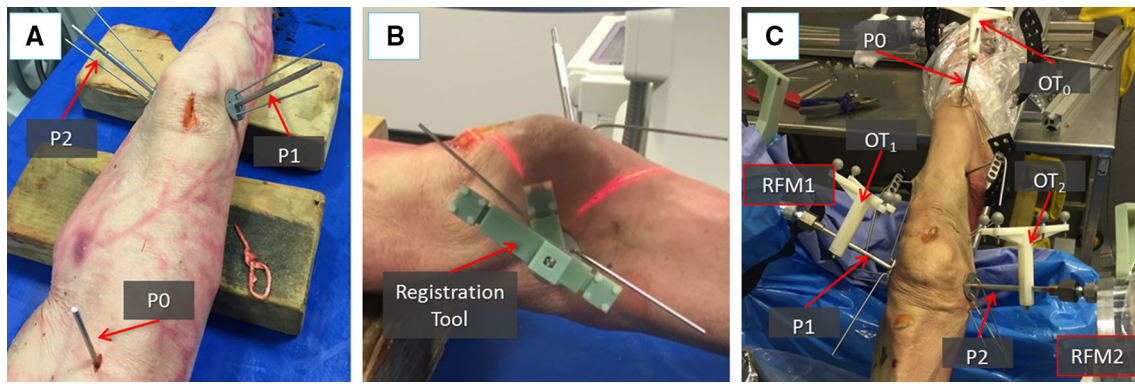 A
P2
P1
P0
B
Registration
Tool
C
P0
OT₀
OT₁
RFM1
OT₂
P1
P2
RFM2